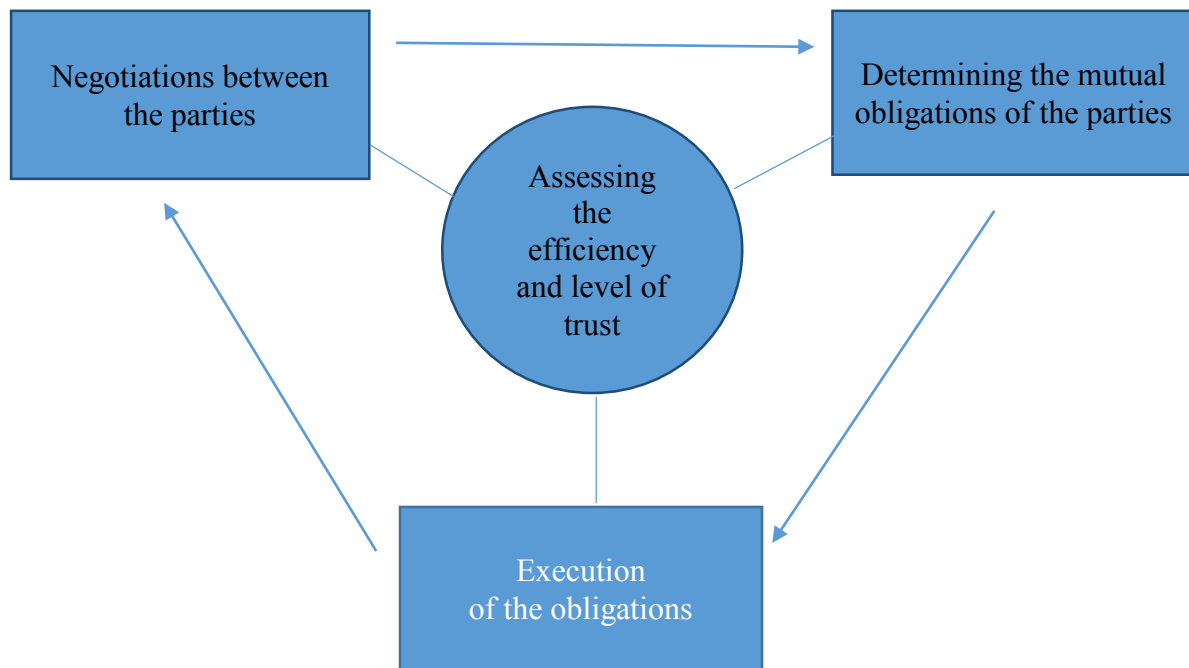 Negotiations between
the parties
Determining the mutual
obligations of the parties
Assessing
the
efficiency
and level of
trust
Execution
of the obligations